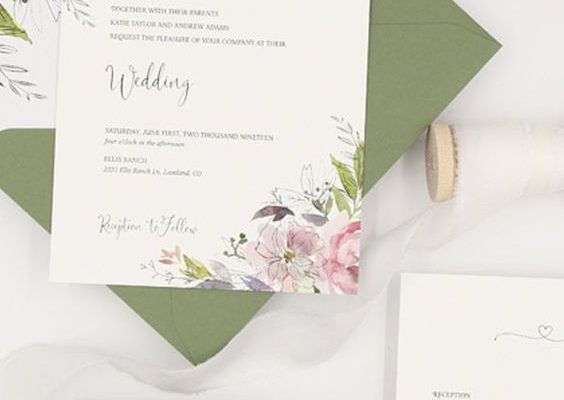 TOGETHER WITH THEIR PARENTS
KATIE TAYLOR AND ANDREW ADAMS
REQUEST THE PLEASURE OF YOUR COMPANY AT THEIR
Wedding
SATURDAY, JUNE FIRST, TWO THOUSAND NINETEEN
four o'clock in the afternoon
ELLIS RANCH
2331 Ellis Ranch Ln, Loveland, CO
Reception to Follow
RECEPTION